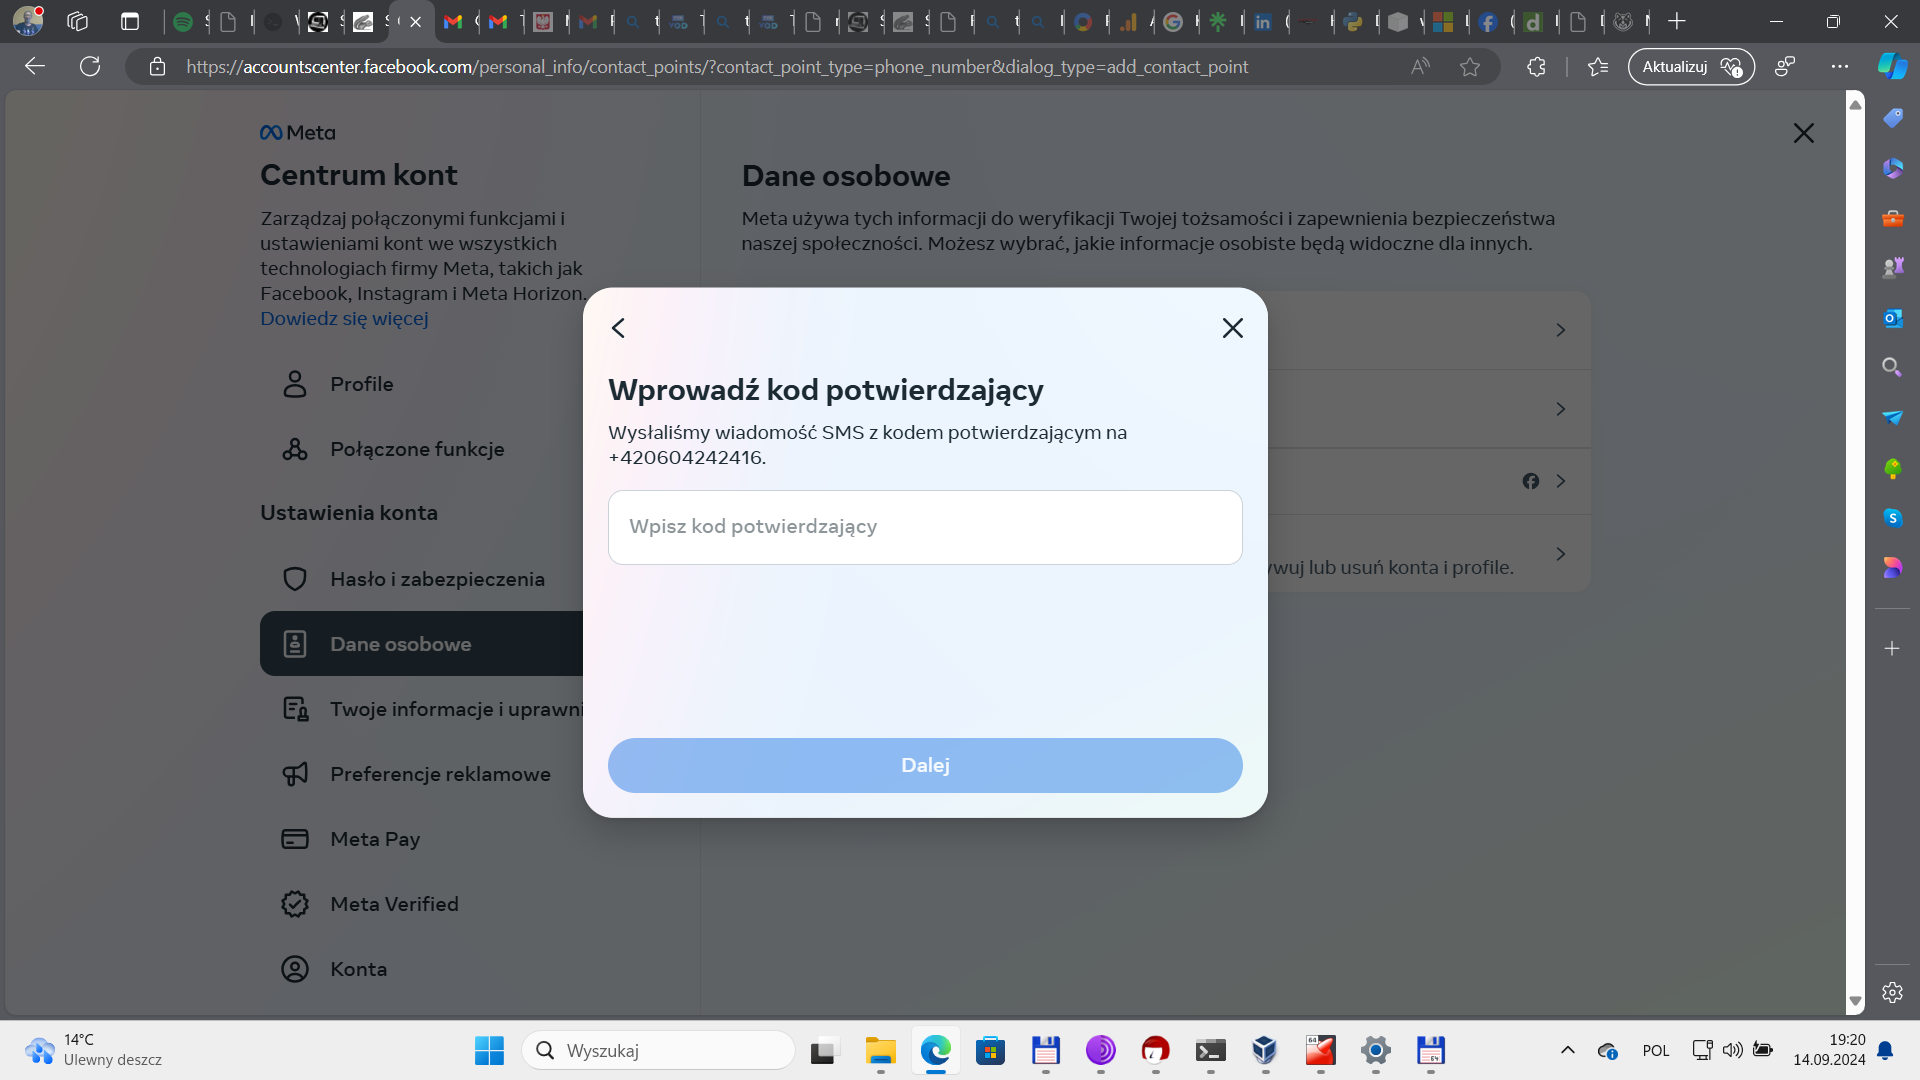 https://accountscenter.facebook.com/personal_info/contact_points/?contact_point_type=phone_number&dialog_type=add_contact_point
Aktualizuj
Meta
Centrum kont
Zarządzaj połączonymi funkcjami i
ustawieniami kont we wszystkich
technologiach firmy Meta, takich jak
Facebook, Instagram i Meta Horizon.
Dowiedz się więcej
Profile
Połączone funkcje
Ustawienia konta
Hasło i zabezpieczenia
Dane osobowe
Twoje informacje i uprawni
Preferencje reklamowe
Meta Pay
Meta Verified
Konta
Dane osobowe
Meta używa tych informacji do weryfikacji Twojej tożsamości i zapewnienia bezpieczeństwa
naszej społeczności. Możesz wybrać, jakie informacje osobiste będą widoczne dla innych.
ywuj lub usuń konta i profile.
Wprowadź kod potwierdzający
Wysłaliśmy wiadomość SMS z kodem potwierdzającym na
+420604242416.
Wpisz kod potwierdzający
Dalej
14°C
Ulewny deszcz
Wyszukaj
POL
19:20
14.09.2024